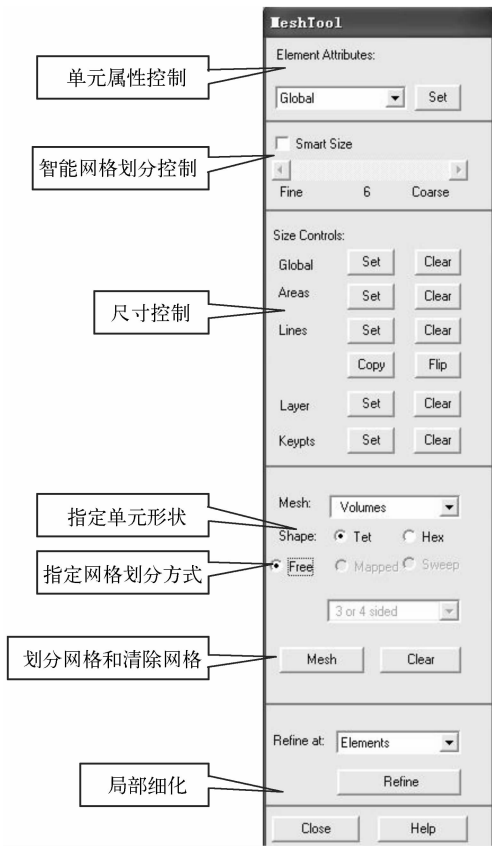 MeshTool
Element Attributes:
单元属性控制
Global Set
Smart Size
智能网格划分控制
Fine 6 Coarse
Size Controls:
Global Set Clear
Areas Set Clear
尺寸控制
Lines Set Clear
Copy Flip
Layer Set Clear
Keypts Set Clear
Mesh: Volumes
指定单元形状
Shape: Tet Hex
指定网格划分方式
Free Mapped Sweep
3 or 4 sided
划分网格和清除网格
Mesh Clear
Refine at: Elements
局部细化
Refine
Close Help